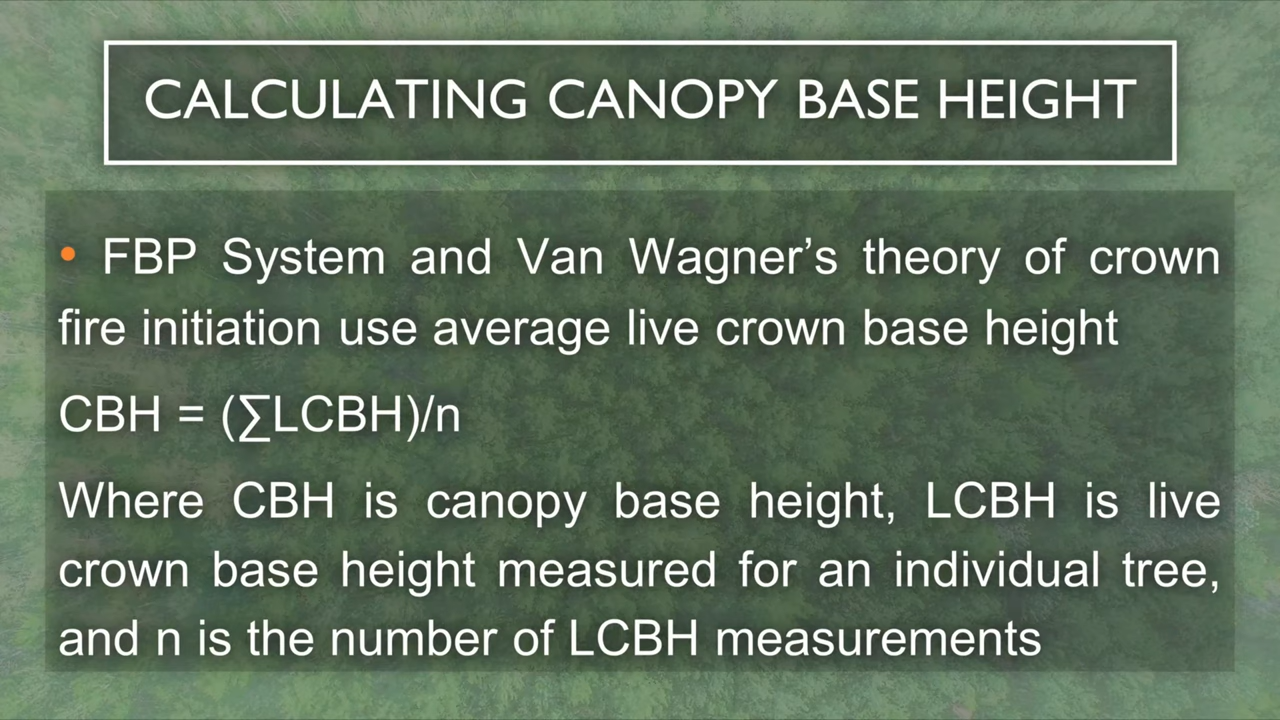 CALCULATING CANOPY BASE HEIGHT
• FBP System and Van Wagner’s theory of crown
fire initiation use average live crown base height
CBH = (∑LCBH)/n
Where CBH is canopy base height, LCBH is live
crown base height measured for an individual tree,
and n is the number of LCBH measurements